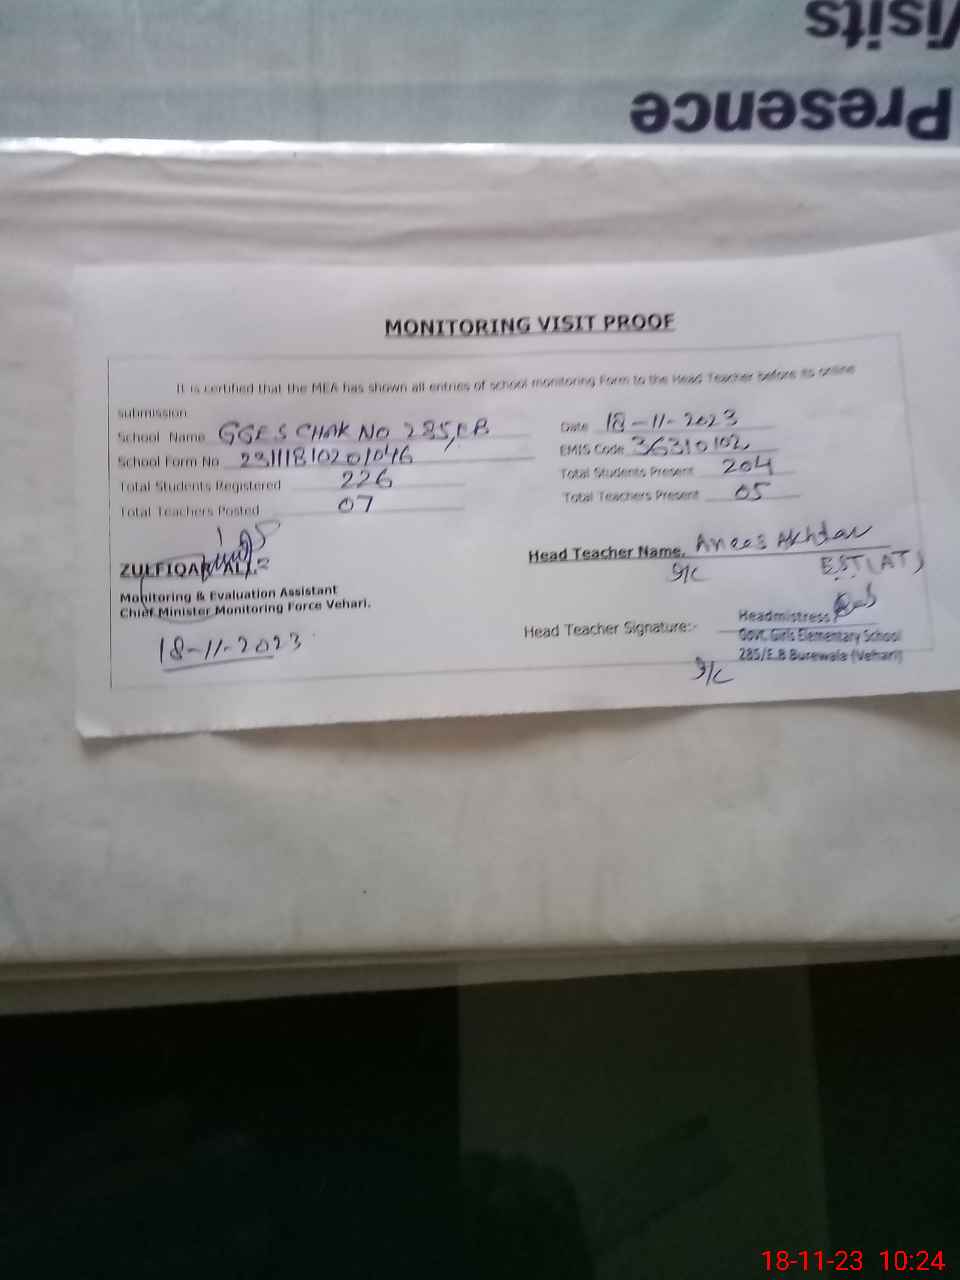 Visits
Presence
MONITORING VISIT PROOF
It is certified that the MEA has shown all entries of school monitoring Form to the Head Teacher before its online
submission
School Name GGES CHAK NO 285/EB Date 18-11-2023
School Form No 23111810201046 EMIS Code 36310102
Total Students Registered 226 Total Students Present 204
Total Teachers Posted 07 Total Teachers Present 05
ZULFIQAR ALI
Head Teacher Name. Anees Akhtar
I/C EST(AT)
Monitoring & Evaluation Assistant
Chief Minister Monitoring Force Vehari.
18-11-2023
Head Teacher Signature:-
Headmistress
Govt. Girls Elementary School
285/E.B Burewala (Vehari)
I/C
18-11-23 10:24